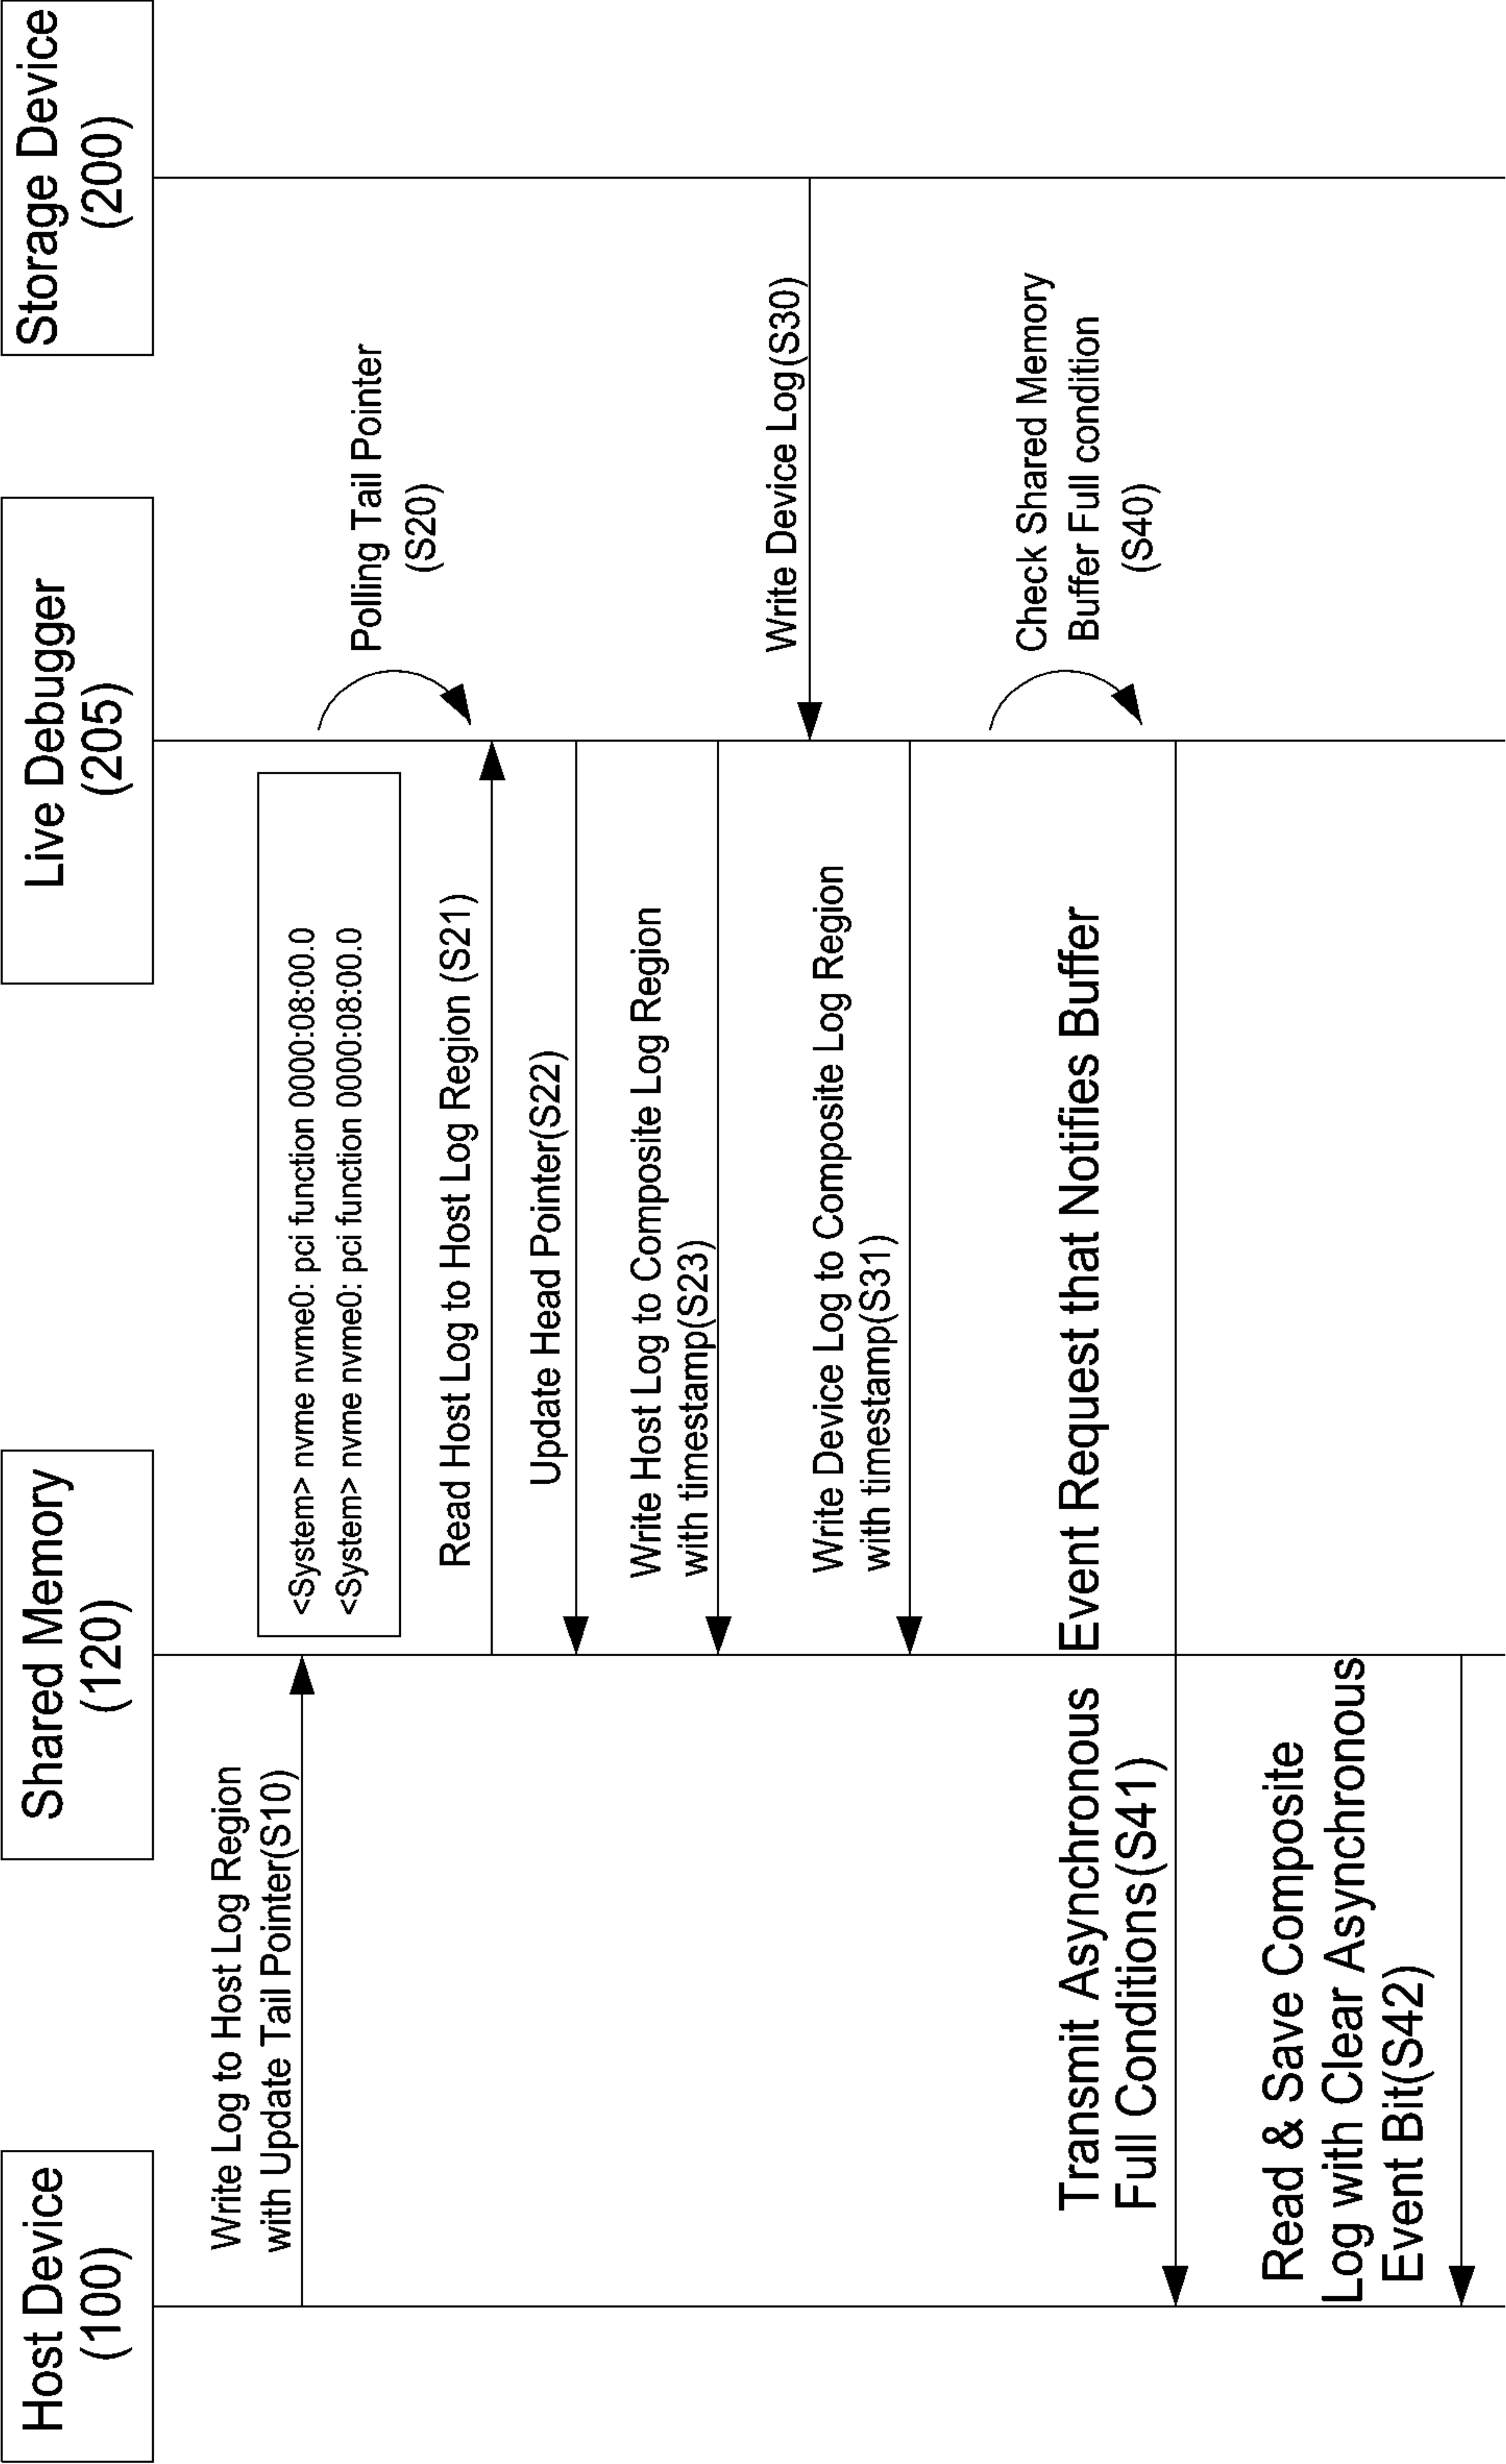 Host Device
(100)
Shared Memory
(120)
Live Debugger
(205)
Storage Device
(200)
Write Log to Host Log Region
with Update Tail Pointer(S10)
<System> nvme nvme0: pci function 0000:08:00.0
<System> nvme nvme0: pci function 0000:08:00.0
Polling Tail Pointer
(S20)
Read Host Log to Host Log Region (S21)
Update Head Pointer(S22)
Write Host Log to Composite Log Region
with timestamp(S23)
Write Device Log(S30)
Write Device Log to Composite Log Region
with timestamp(S31)
Check Shared Memory
Buffer Full condition
(S40)
Transmit Asynchronous Event Request that Notifies Buffer
Full Conditions(S41)
Read & Save Composite
Log with Clear Asynchronous
Event Bit(S42)